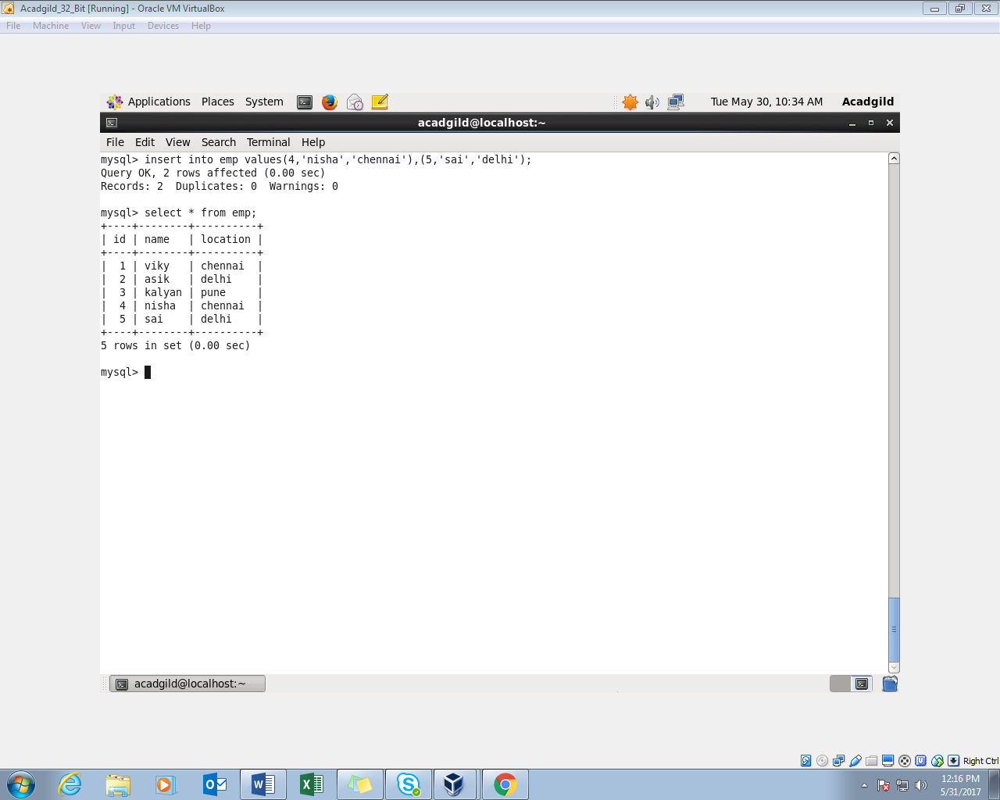 Acadgild_32_Bit [Running] - Oracle VM VirtualBox
File Machine View Input Devices Help
Applications Places System Tue May 30, 10:34 AM Acadgild
acadgild@localhost:~
File Edit View Search Terminal Help
mysql> insert into emp values(4,'nisha','chennai'),(5,'sai','delhi');
Query OK, 2 rows affected (0.00 sec)
Records: 2  Duplicates: 0  Warnings: 0
mysql> select * from emp;
+----+--------+----------+
| id | name   | location |
+----+--------+----------+
|  1 | viky   | chennai  |
|  2 | asik   | delhi    |
|  3 | kalyan | pune     |
|  4 | nisha  | chennai  |
|  5 | sai    | delhi    |
+----+--------+----------+
5 rows in set (0.00 sec)
mysql>
acadgild@localhost:~
Right Ctrl
12:16 PM
5/31/2017